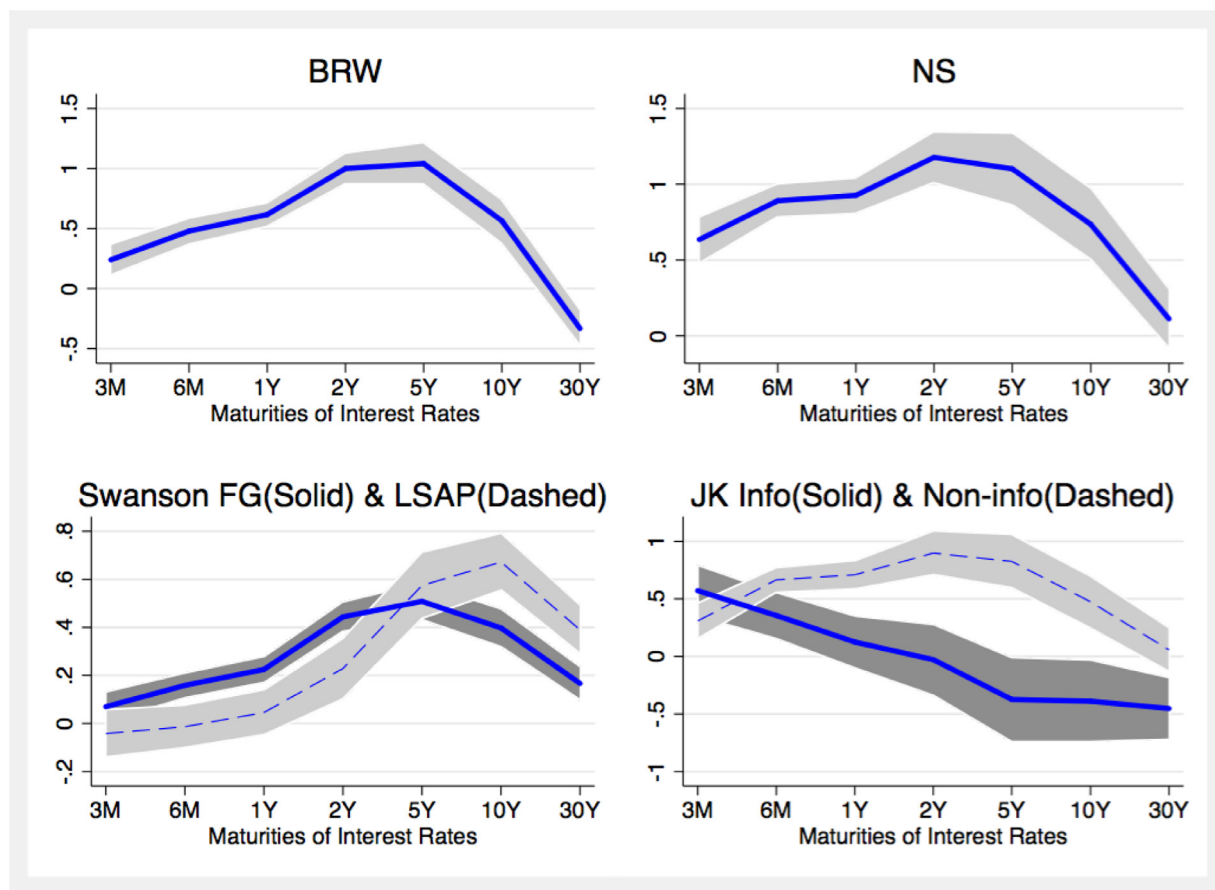 BRW
1.5
1
.5
0
-.5
3M 6M 1Y 2Y 5Y 10Y 30Y
Maturities of Interest Rates
NS
1.5
1
.5
0
3M 6M 1Y 2Y 5Y 10Y 30Y
Maturities of Interest Rates
Swanson FG(Solid) & LSAP(Dashed)
.8
.6
.4
.2
0
-.2
3M 6M 1Y 2Y 5Y 10Y 30Y
Maturities of Interest Rates
JK Info(Solid) & Non-info(Dashed)
1
.5
0
-.5
-1
3M 6M 1Y 2Y 5Y 10Y 30Y
Maturities of Interest Rates